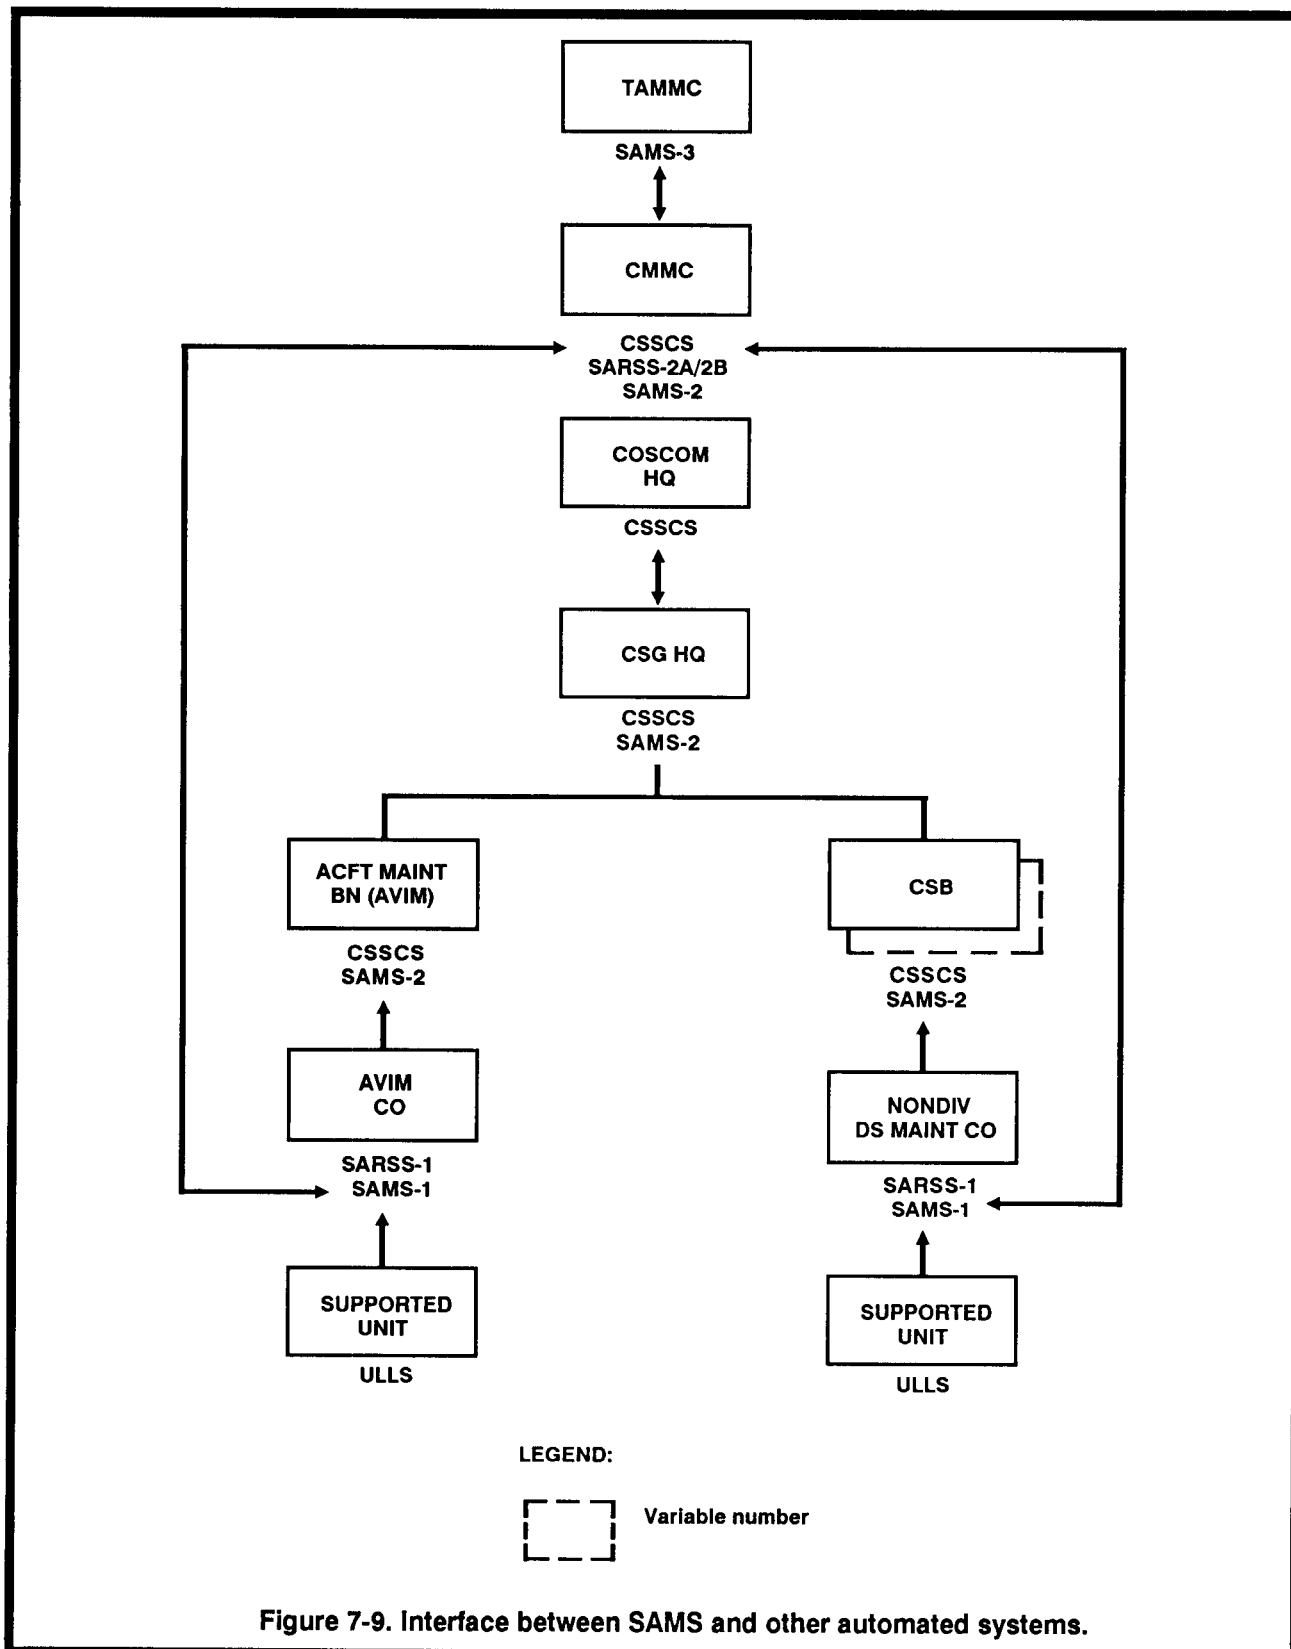 TAMMC
SAMS-3
CMMC
CSSCS
SARSS-2A/2B
SAMS-2
COSCOM
HQ
CSSCS
CSG HQ
CSSCS
SAMS-2
ACFT MAINT
BN (AVIM)
CSSCS
SAMS-2
AVIM
CO
SARSS-1
SAMS-1
SUPPORTED
UNIT
ULLS
CSB
CSSCS
SAMS-2
NONDIV
DS MAINT CO
SARSS-1
SAMS-1
SUPPORTED
UNIT
ULLS
LEGEND:
Variable number
Figure 7-9. Interface between SAMS and other automated systems.